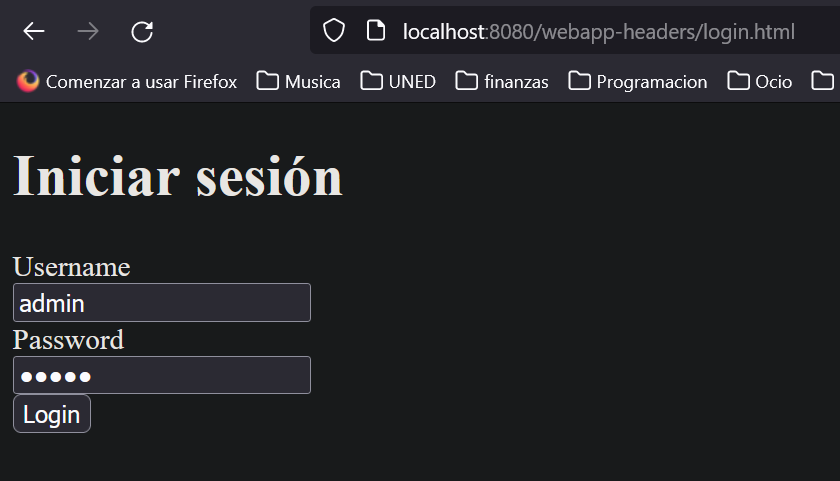 localhost:8080/webapp-headers/login.html
Comenzar a usar Firefox Musica UNED finanzas Programacion Ocio
Iniciar sesión
Username
admin
Password
●●●●●
Login